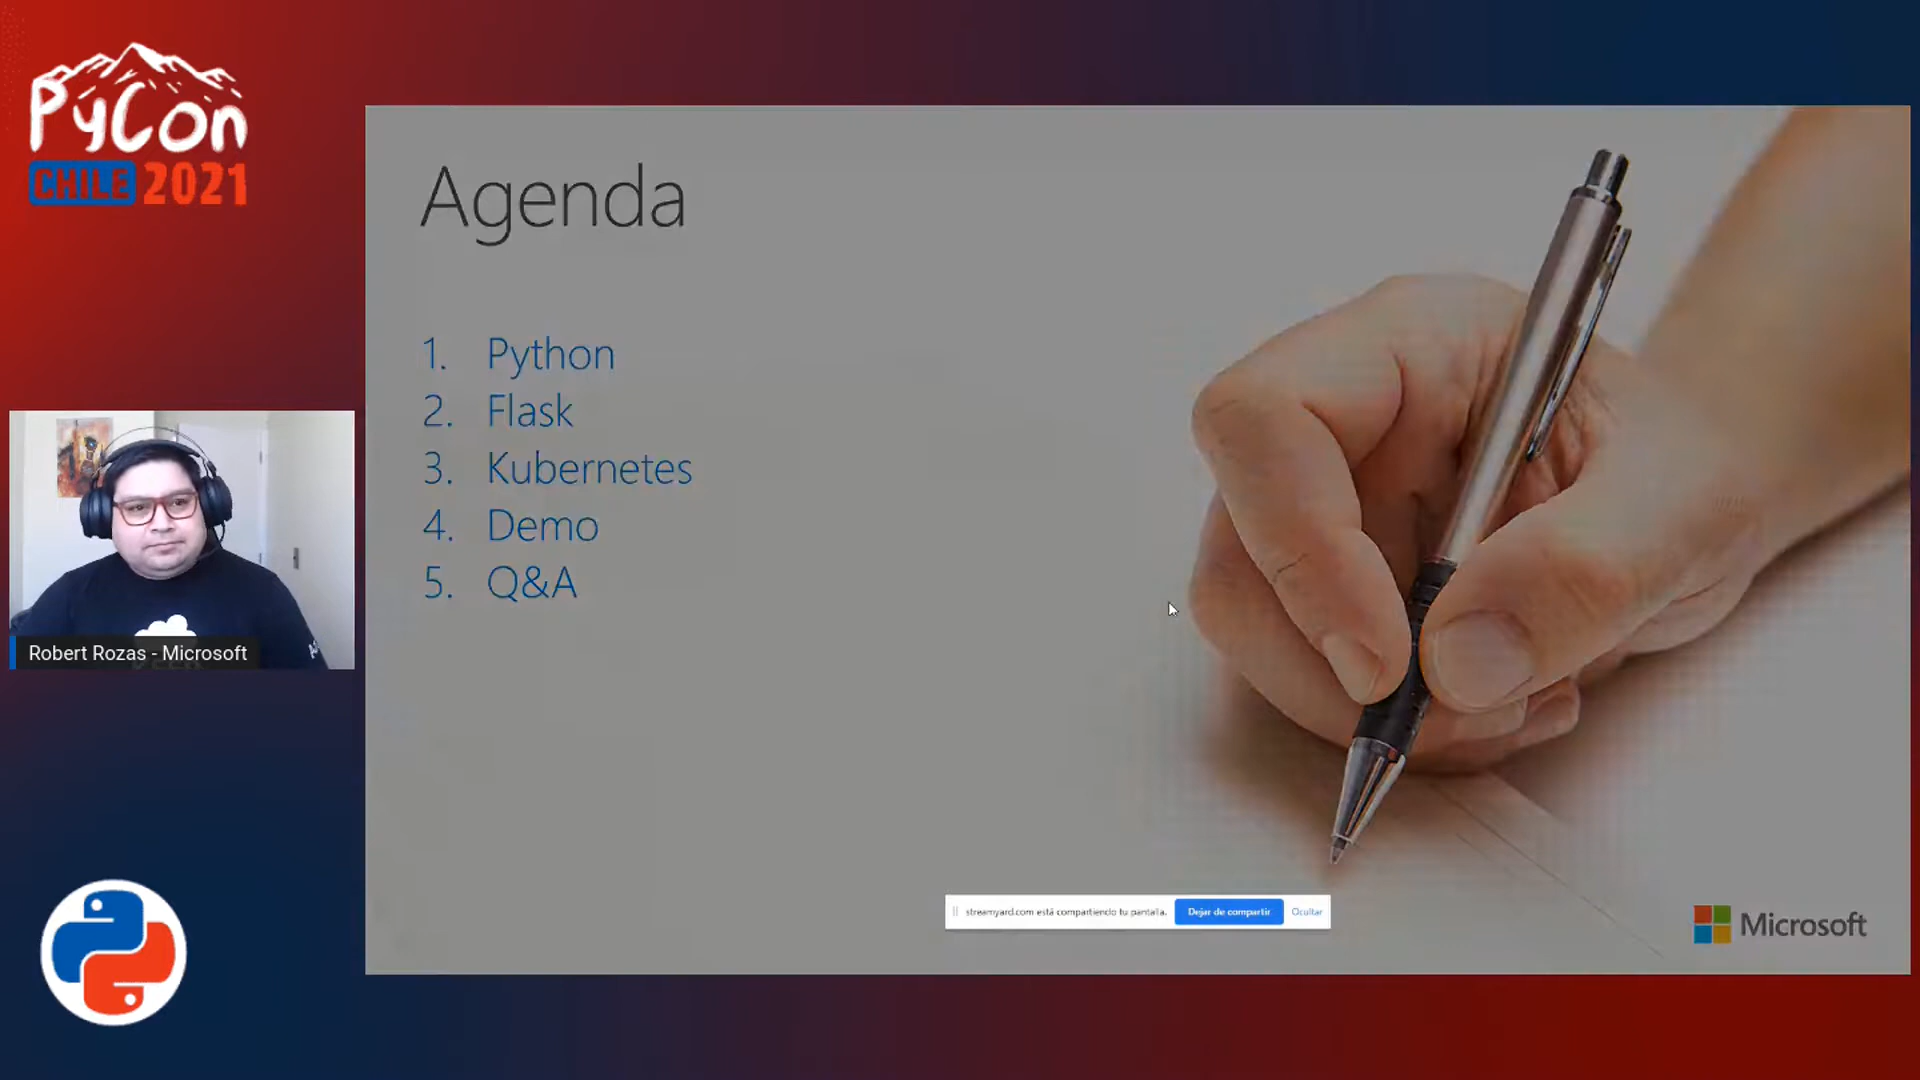 PyCon
CHILE 2021
Agenda
1. Python
2. Flask
3. Kubernetes
4. Demo
5. Q&A
Robert Rozas - Microsoft
streamyard.com está compartiendo tu pantalla.
Dejar de compartir
Ocultar
Microsoft